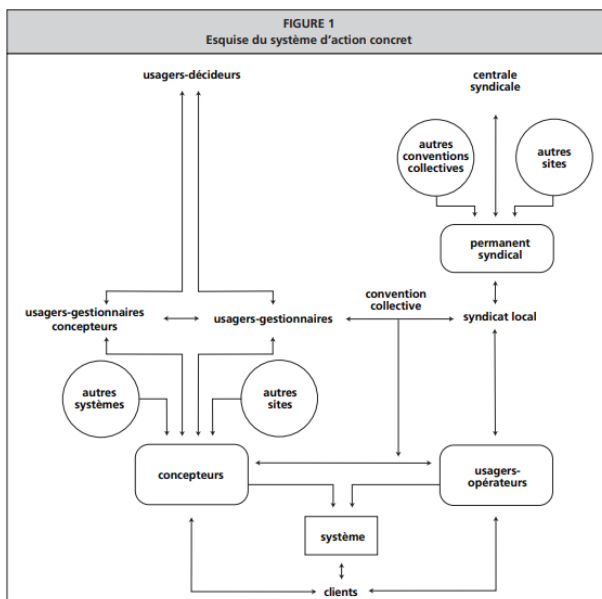 FIGURE 1
Esquise du système d'action concret
usagers-décideurs
centrale
syndicale
autres
conventions
collectives
autres
sites
permanent
syndical
usagers-gestionnaires
concepteurs
usagers-gestionnaires
convention
collective
syndicat local
autres
systèmes
autres
sites
concepteurs
usagers-
opérateurs
système
clients